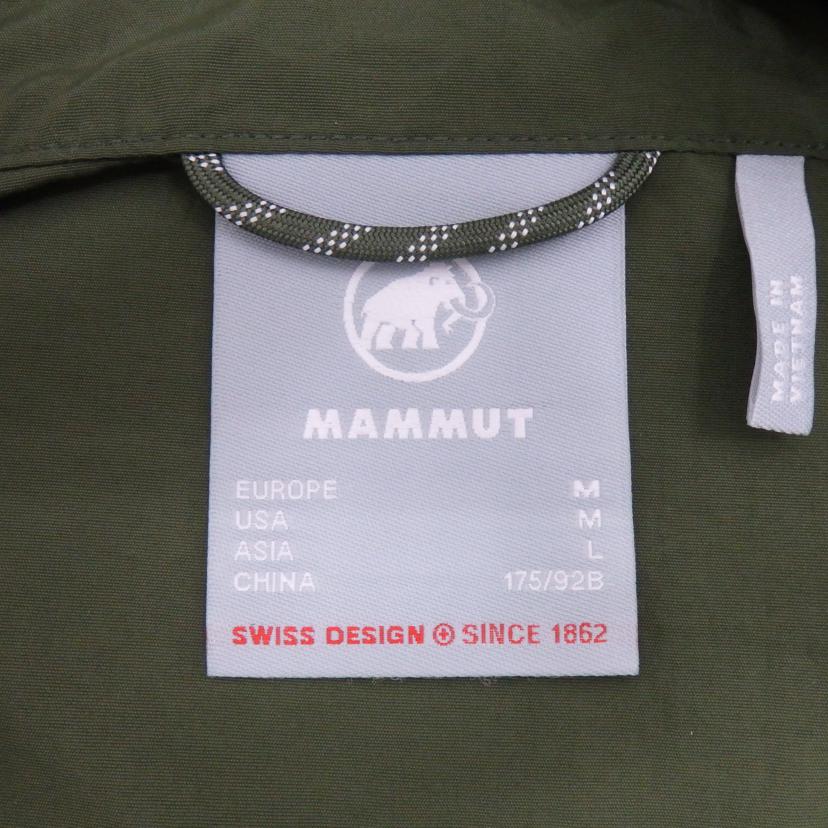 MAMMUT
EUROPE M
USA M
ASIA L
CHINA 175/92B
SWISS DESIGN SINCE 1862
MADE IN
VIETNAM